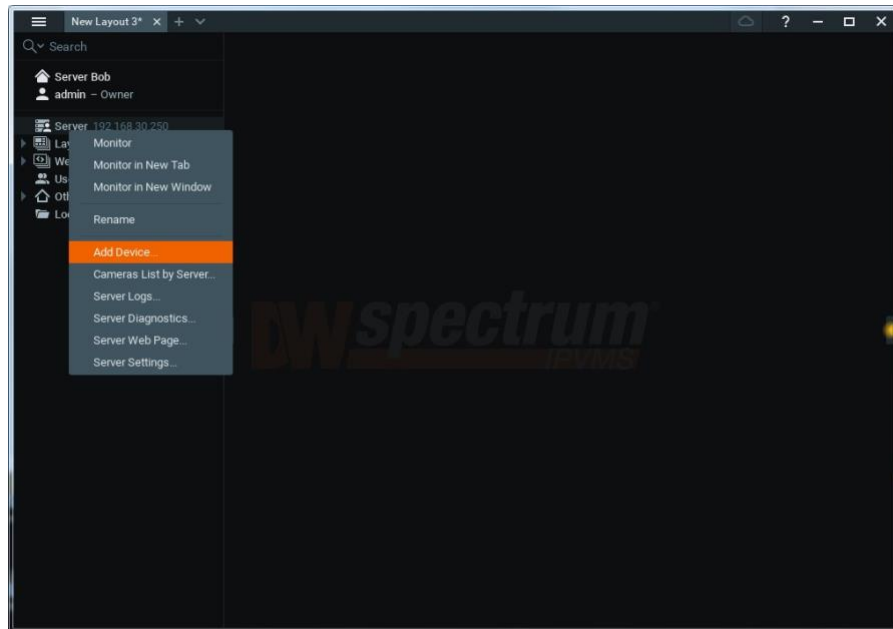 New Layout 3*
Search
Server Bob
admin – Owner
Server 192.168.30.250
Monitor
Monitor in New Tab
Monitor in New Window
Rename
Add Device...
Cameras List by Server...
Server Logs...
Server Diagnostics...
Server Web Page...
Server Settings...
DW spectrum
IPVMS